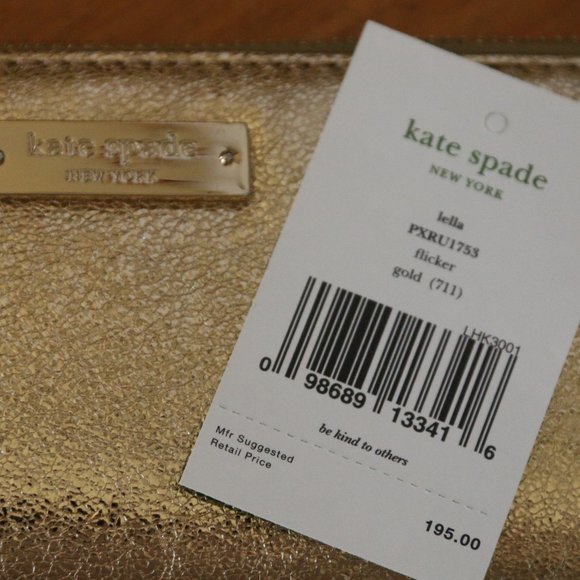 kate spade
NEW YORK
kate spade
NEW YORK
lella
PXRU1753
flicker
gold (711)
LHK3001
0 98689 13341 6
be kind to others
Mfr Suggested
Retail Price
195.00